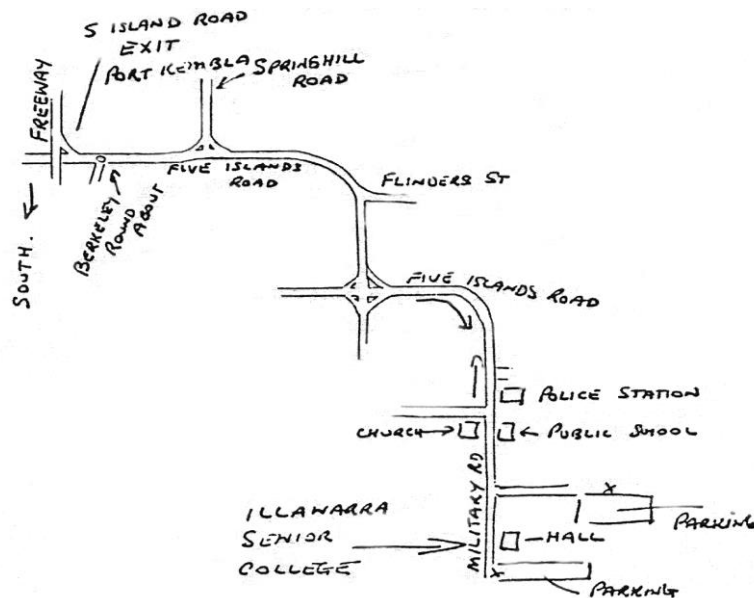 5 ISLAND ROAD
EXIT
PORT KEMBLA
SPRINGHILL
ROAD
FREEWAY
FIVE ISLANDS
ROAD
FLINDERS ST
BERKELEY
ROUND
ABOUT
SOUTH.
FIVE ISLANDS ROAD
POLICE STATION
CHURCH
PUBLIC SHOOL
MILITARY RD
ILLAWARRA
SENIOR
COLLEGE
X
PARKING
HALL
X
PARKING